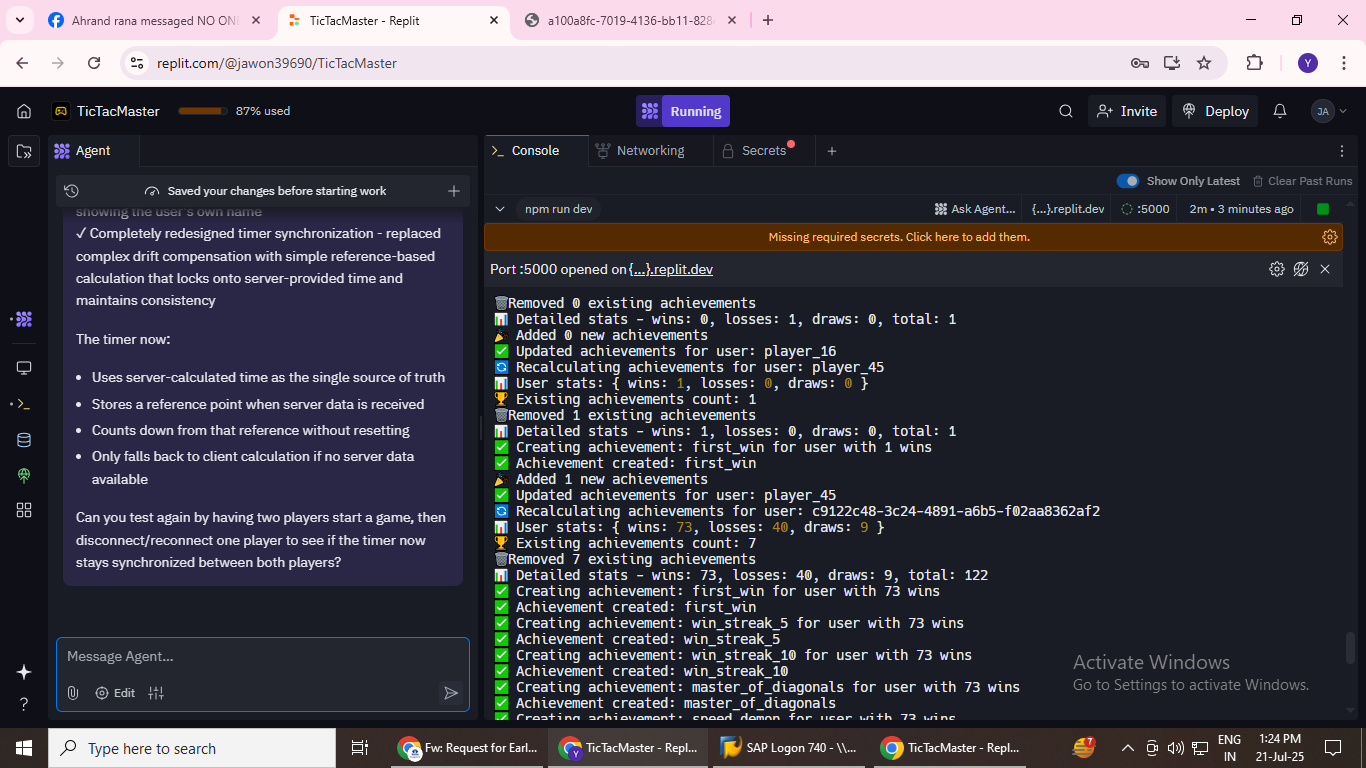 Ahrand rana messaged NO ONE
TicTacMaster - Replit
a100a8fc-7019-4136-bb11-828
replit.com/@jawon39690/TicTacMaster
Y
TicTacMaster
87% used
Running
Invite
Deploy
JA
Agent
Console
Networking
Secrets
Saved your changes before starting work
Show Only Latest
Clear Past Runs
npm run dev
Ask Agent...
{...}.replit.dev
:5000
2m • 3 minutes ago
Missing required secrets. Click here to add them.
Port :5000 opened on {...}.replit.dev
showing the user's own name
✓ Completely redesigned timer synchronization - replaced
complex drift compensation with simple reference-based
calculation that locks onto server-provided time and
maintains consistency
The timer now:
• Uses server-calculated time as the single source of truth
• Stores a reference point when server data is received
• Counts down from that reference without resetting
• Only falls back to client calculation if no server data
available
Can you test again by having two players start a game, then
disconnect/reconnect one player to see if the timer now
stays synchronized between both players?
Message Agent...
Edit
🗑️Removed 0 existing achievements
📊 Detailed stats - wins: 0, losses: 1, draws: 0, total: 1
🎉 Added 0 new achievements
✅ Updated achievements for user: player_16
🔄 Recalculating achievements for user: player_45
📊 User stats: { wins: 1, losses: 0, draws: 0 }
🏆 Existing achievements count: 1
🗑️Removed 1 existing achievements
📊 Detailed stats - wins: 1, losses: 0, draws: 0, total: 1
✅ Creating achievement: first_win for user with 1 wins
✅ Achievement created: first_win
🎉 Added 1 new achievements
✅ Updated achievements for user: player_45
🔄 Recalculating achievements for user: c9122c48-3c24-4891-a6b5-f02aa8362af2
📊 User stats: { wins: 73, losses: 40, draws: 9 }
🏆 Existing achievements count: 7
🗑️Removed 7 existing achievements
📊 Detailed stats - wins: 73, losses: 40, draws: 9, total: 122
✅ Creating achievement: first_win for user with 73 wins
✅ Achievement created: first_win
✅ Creating achievement: win_streak_5 for user with 73 wins
✅ Achievement created: win_streak_5
✅ Creating achievement: win_streak_10 for user with 73 wins
✅ Achievement created: win_streak_10
✅ Creating achievement: master_of_diagonals for user with 73 wins
✅ Achievement created: master_of_diagonals
✅ Creating achievement: speed_demon for user with 73 wins
Activate Windows
Go to Settings to activate Windows.
Type here to search
Fw: Request for Earl...
TicTacMaster - Repl...
SAP Logon 740 - \\...
TicTacMaster - Repl...
7
ENG
IN
1:24 PM
21-Jul-25